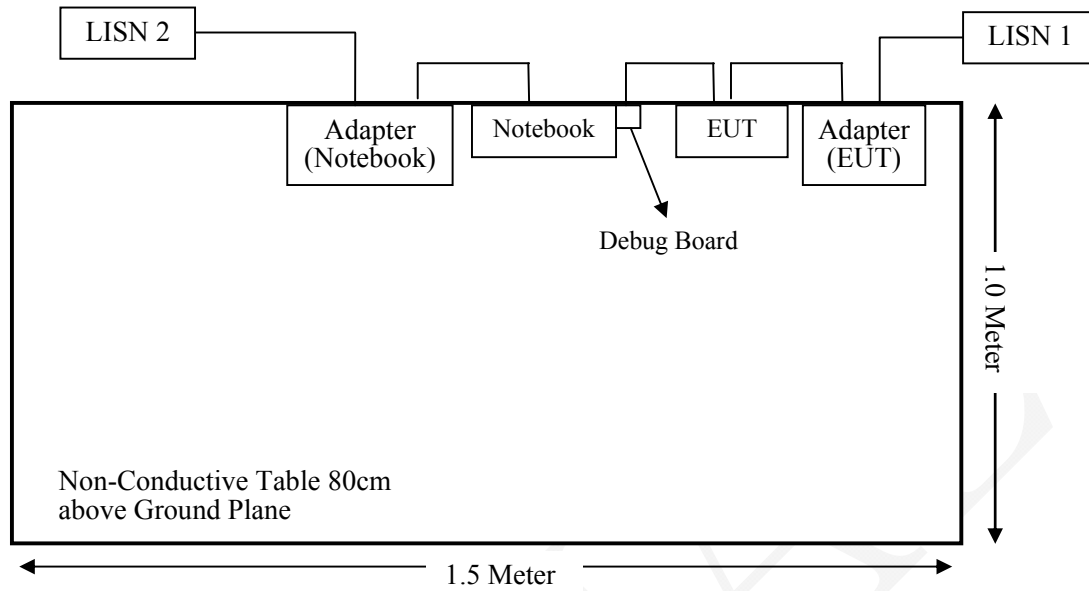 LISN 2
LISN 1
Adapter
(Notebook)
Notebook
EUT
Adapter
(EUT)
Debug Board
1.0 Meter
Non-Conductive Table 80cm
above Ground Plane
1.5 Meter